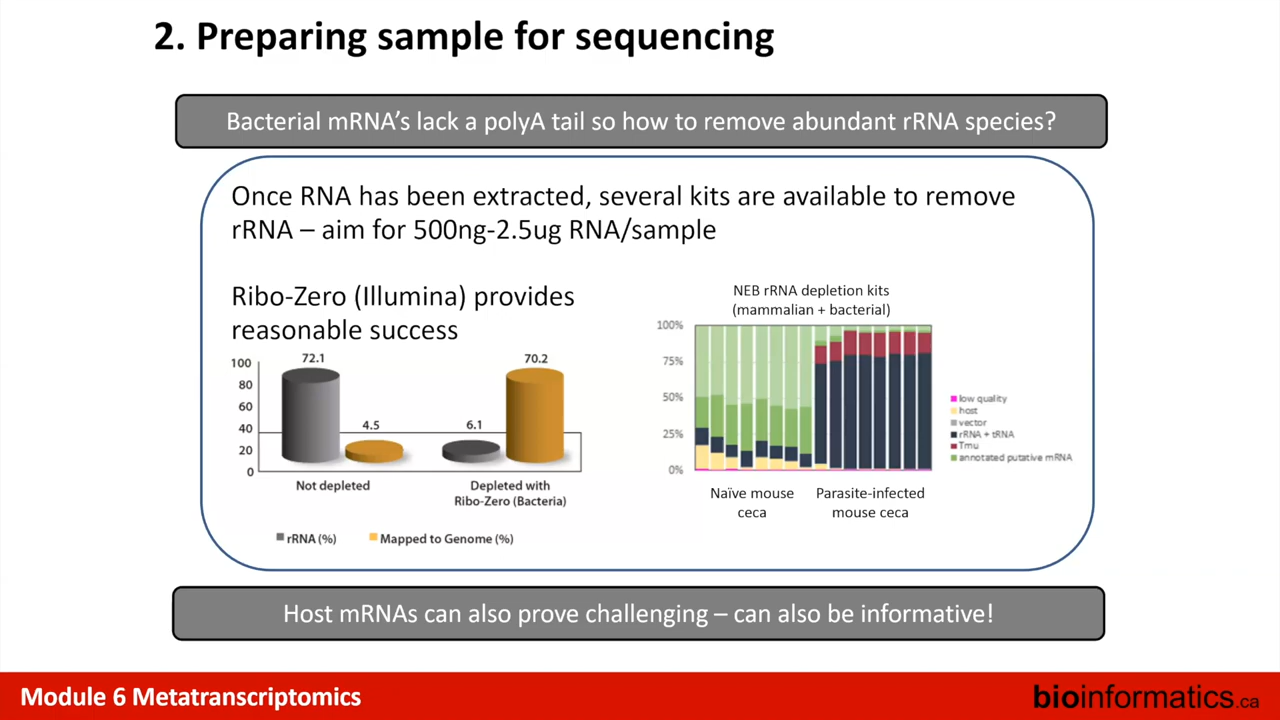 2. Preparing sample for sequencing
Bacterial mRNA’s lack a polyA tail so how to remove abundant rRNA species?
Once RNA has been extracted, several kits are available to remove
rRNA – aim for 500ng-2.5ug RNA/sample
Ribo-Zero (Illumina) provides
reasonable success
100
80
60
40
20
0
72.1
4.5
6.1
70.2
Not depleted
Depleted with
Ribo-Zero (Bacteria)
rRNA (%)
Mapped to Genome (%)
NEB rRNA depletion kits
(mammalian + bacterial)
100%
75%
50%
25%
0%
low quality
host
vector
rRNA + tRNA
Tmu
annotated putative mRNA
Naïve mouse
ceca
Parasite-infected
mouse ceca
Host mRNAs can also prove challenging – can also be informative!
Module 6 Metatranscriptomics
bioinformatics.ca